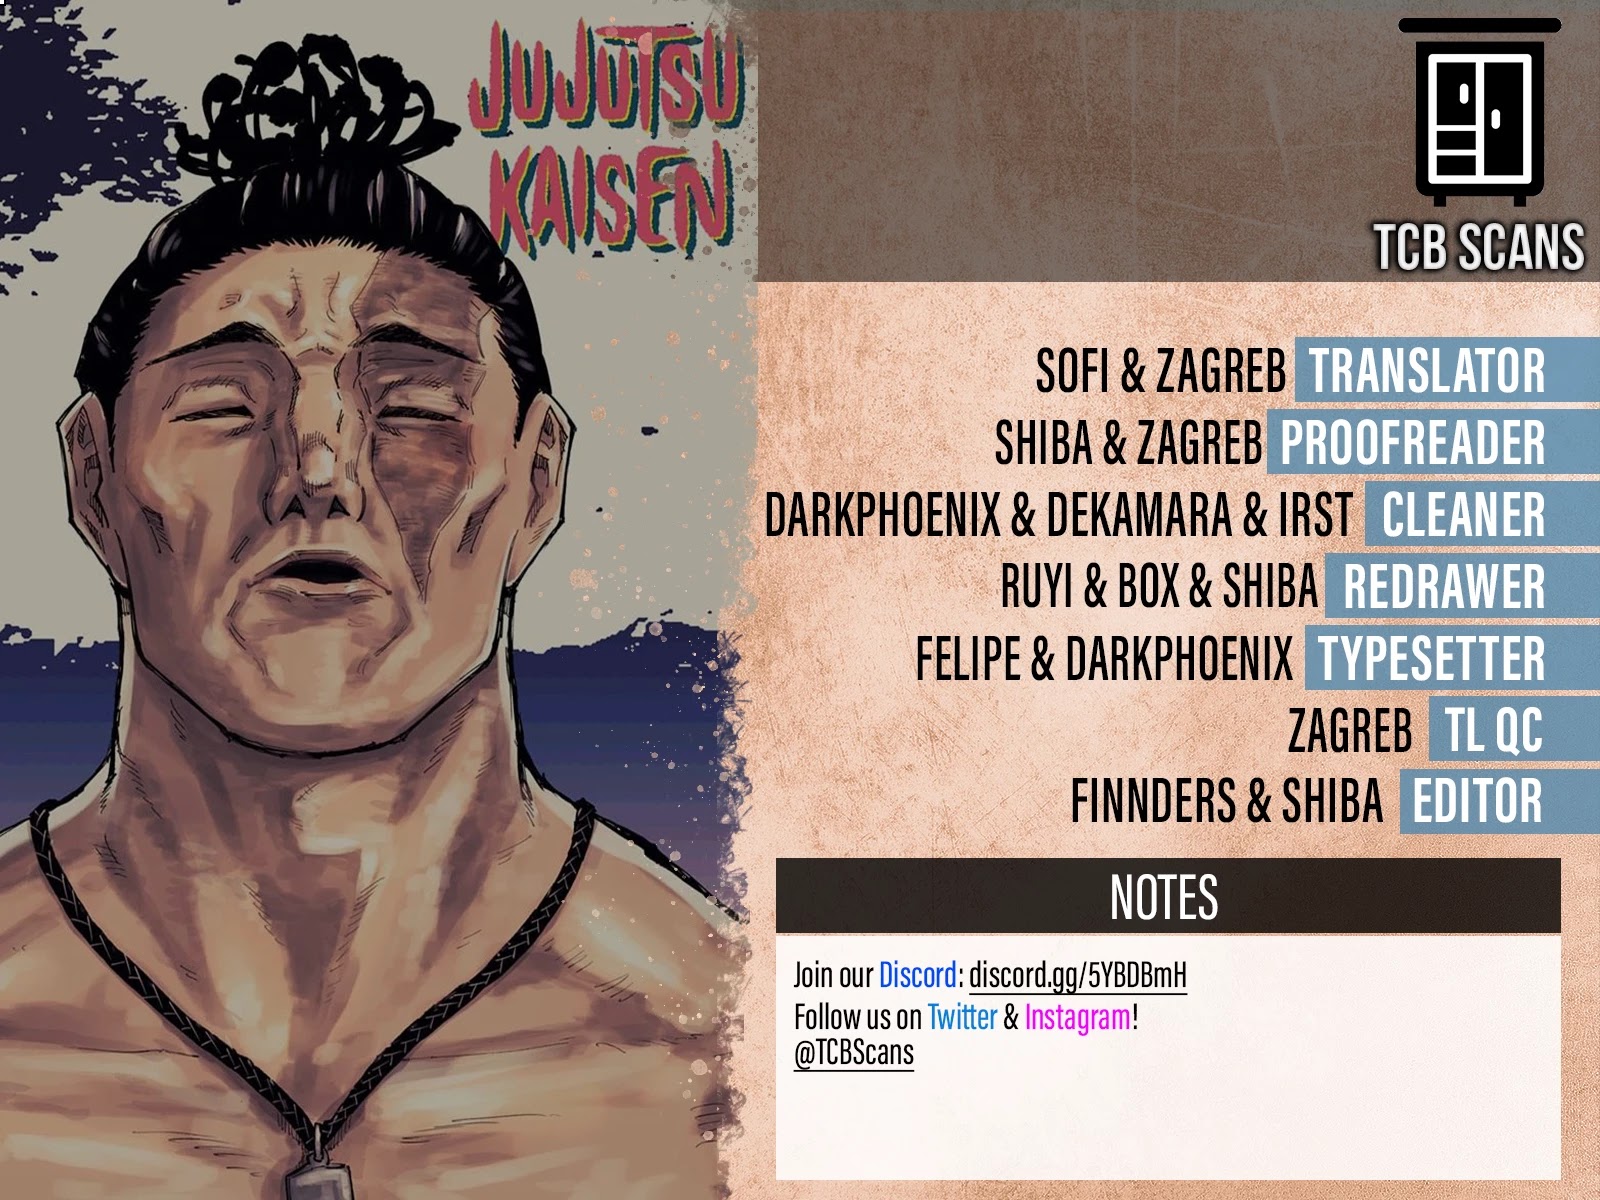 JUJUTSU
KAISEN
TCB SCANS
SOFI & ZAGREB TRANSLATOR
SHIBA & ZAGREB PROOFREADER
DARKPHOENIX & DEKAMARA & IRST CLEANER
RUYI & BOX & SHIBA REDRAWER
FELIPE & DARKPHOENIX TYPESETTER
ZAGREB TL QC
FINNDERS & SHIBA EDITOR
NOTES
Join our Discord: discord.gg/5YBDBmH
Follow us on Twitter & Instagram!
@TCBScans